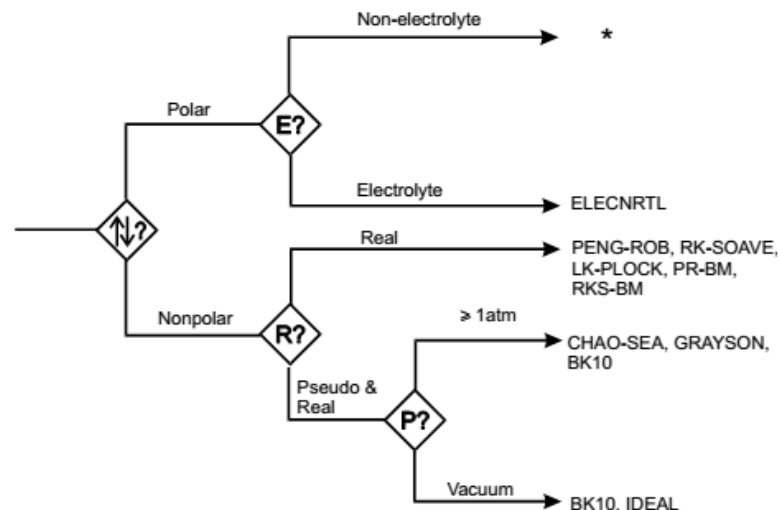 Non-electrolyte
*
Polar
E?
Electrolyte
ELECNRTL
⇅?
Real
PENG-ROB, RK-SOAVE,
LK-PLOCK, PR-BM,
RKS-BM
Nonpolar
R?
⩾ 1atm
CHAO-SEA, GRAYSON,
BK10
Pseudo &
Real
P?
Vacuum
BK10, IDEAL